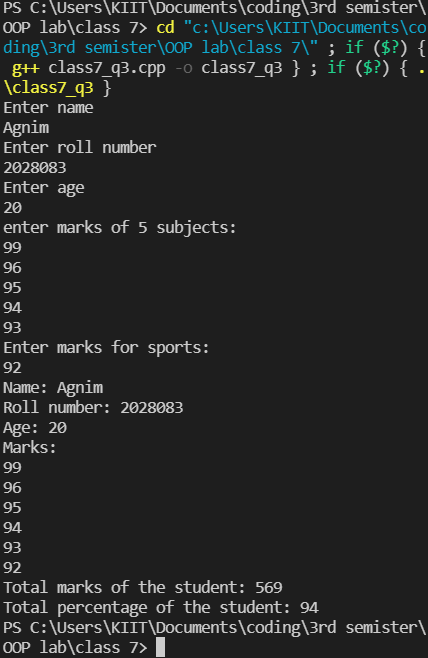 PS C:\Users\KIIT\Documents\coding\3rd semister\
OOP lab\class 7> cd "c:\Users\KIIT\Documents\co
ding\3rd semister\OOP lab\class 7\" ; if ($?) {
 g++ class7_q3.cpp -o class7_q3 } ; if ($?) { .
\class7_q3 }
Enter name
Agnim
Enter roll number
2028083
Enter age
20
enter marks of 5 subjects:
99
96
95
94
93
Enter marks for sports:
92
Name: Agnim
Roll number: 2028083
Age: 20
Marks:
99
96
95
94
93
92
Total marks of the student: 569
Total percentage of the student: 94
PS C:\Users\KIIT\Documents\coding\3rd semister\
OOP lab\class 7>